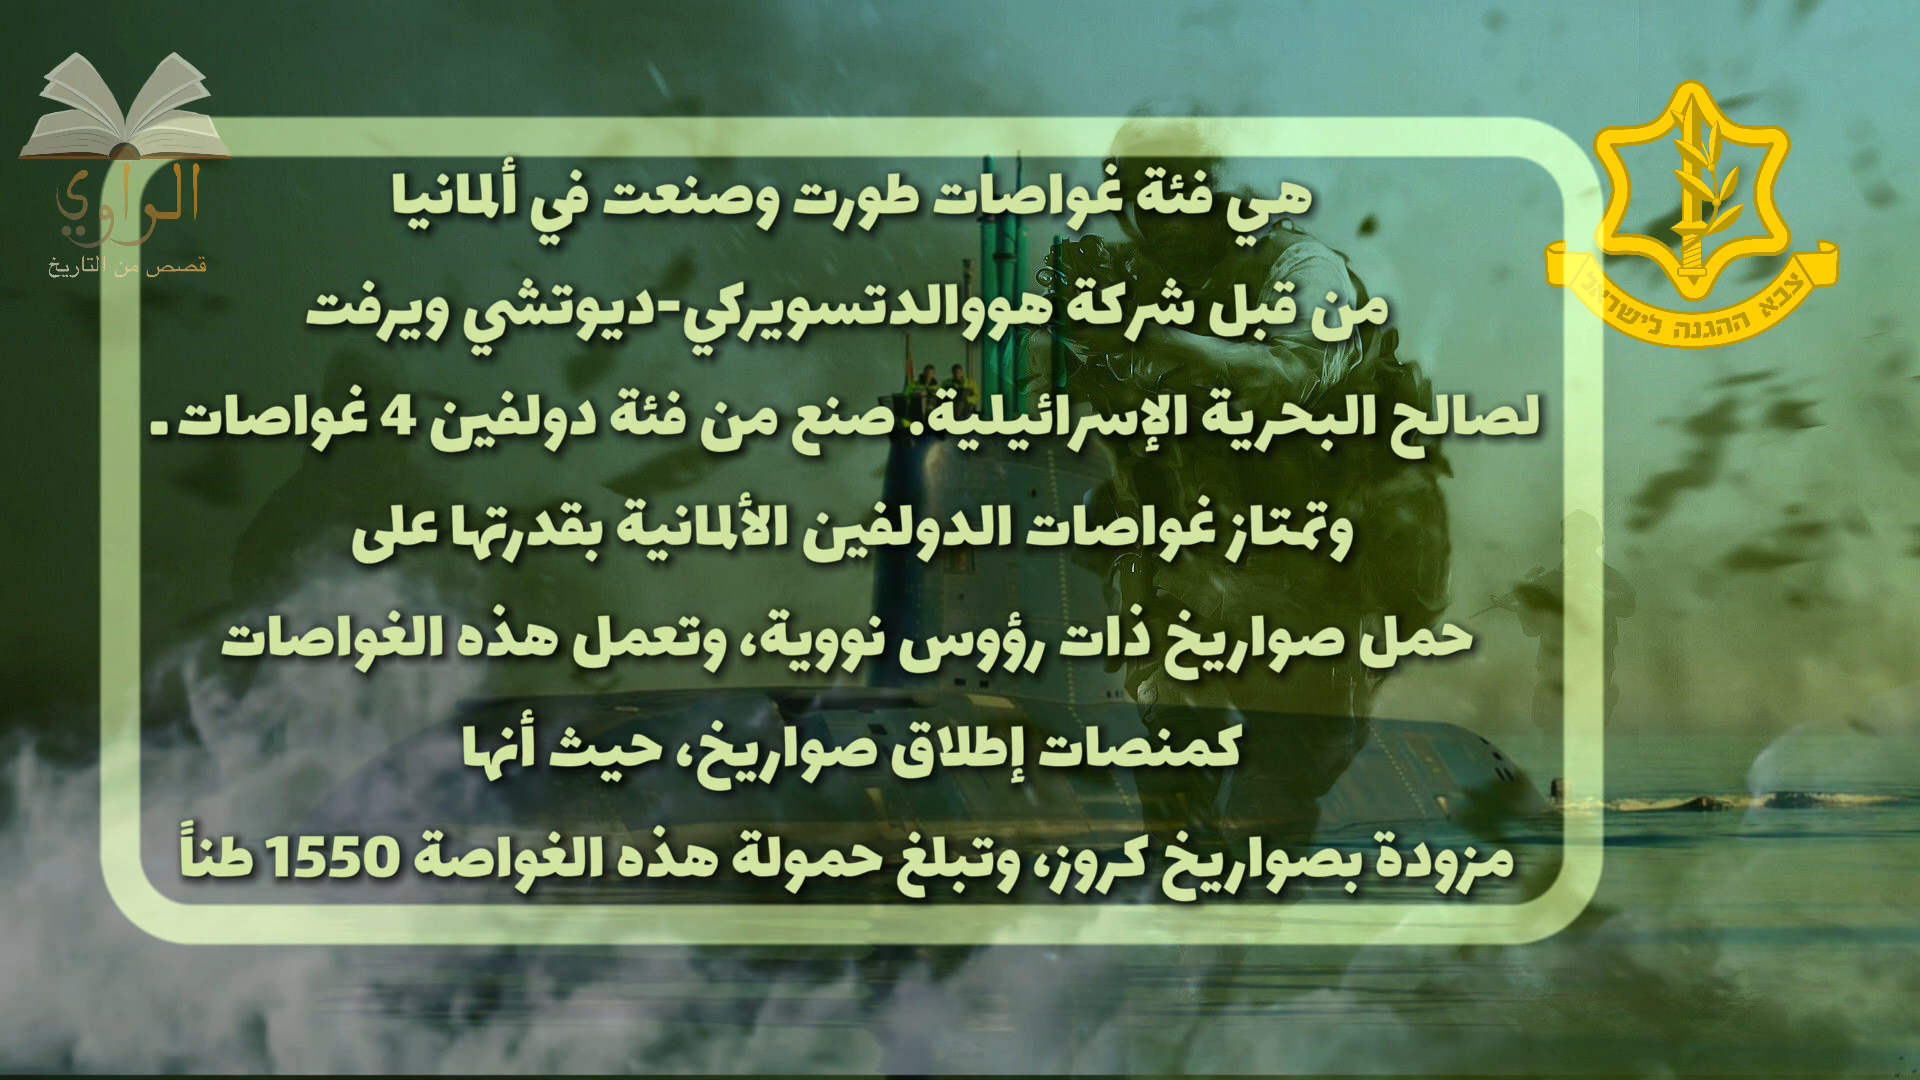 الراوي
قصص من التاريخ
צבא ההגנה לישראל
هي فئة غواصات طورت وصنعت في ألمانيا
من قبل شركة هووالدتسويركي-ديوتشي ويرفت
لصالح البحرية الإسرائيلية. صنع من فئة دولفين 4 غواصات.
وتمتاز غواصات الدولفين الألمانية بقدرتها على
حمل صواريخ ذات رؤوس نووية، وتعمل هذه الغواصات
كمنصات إطلاق صواريخ، حيث أنها
مزودة بصواريخ كروز، وتبلغ حمولة هذه الغواصة 1550 طناً